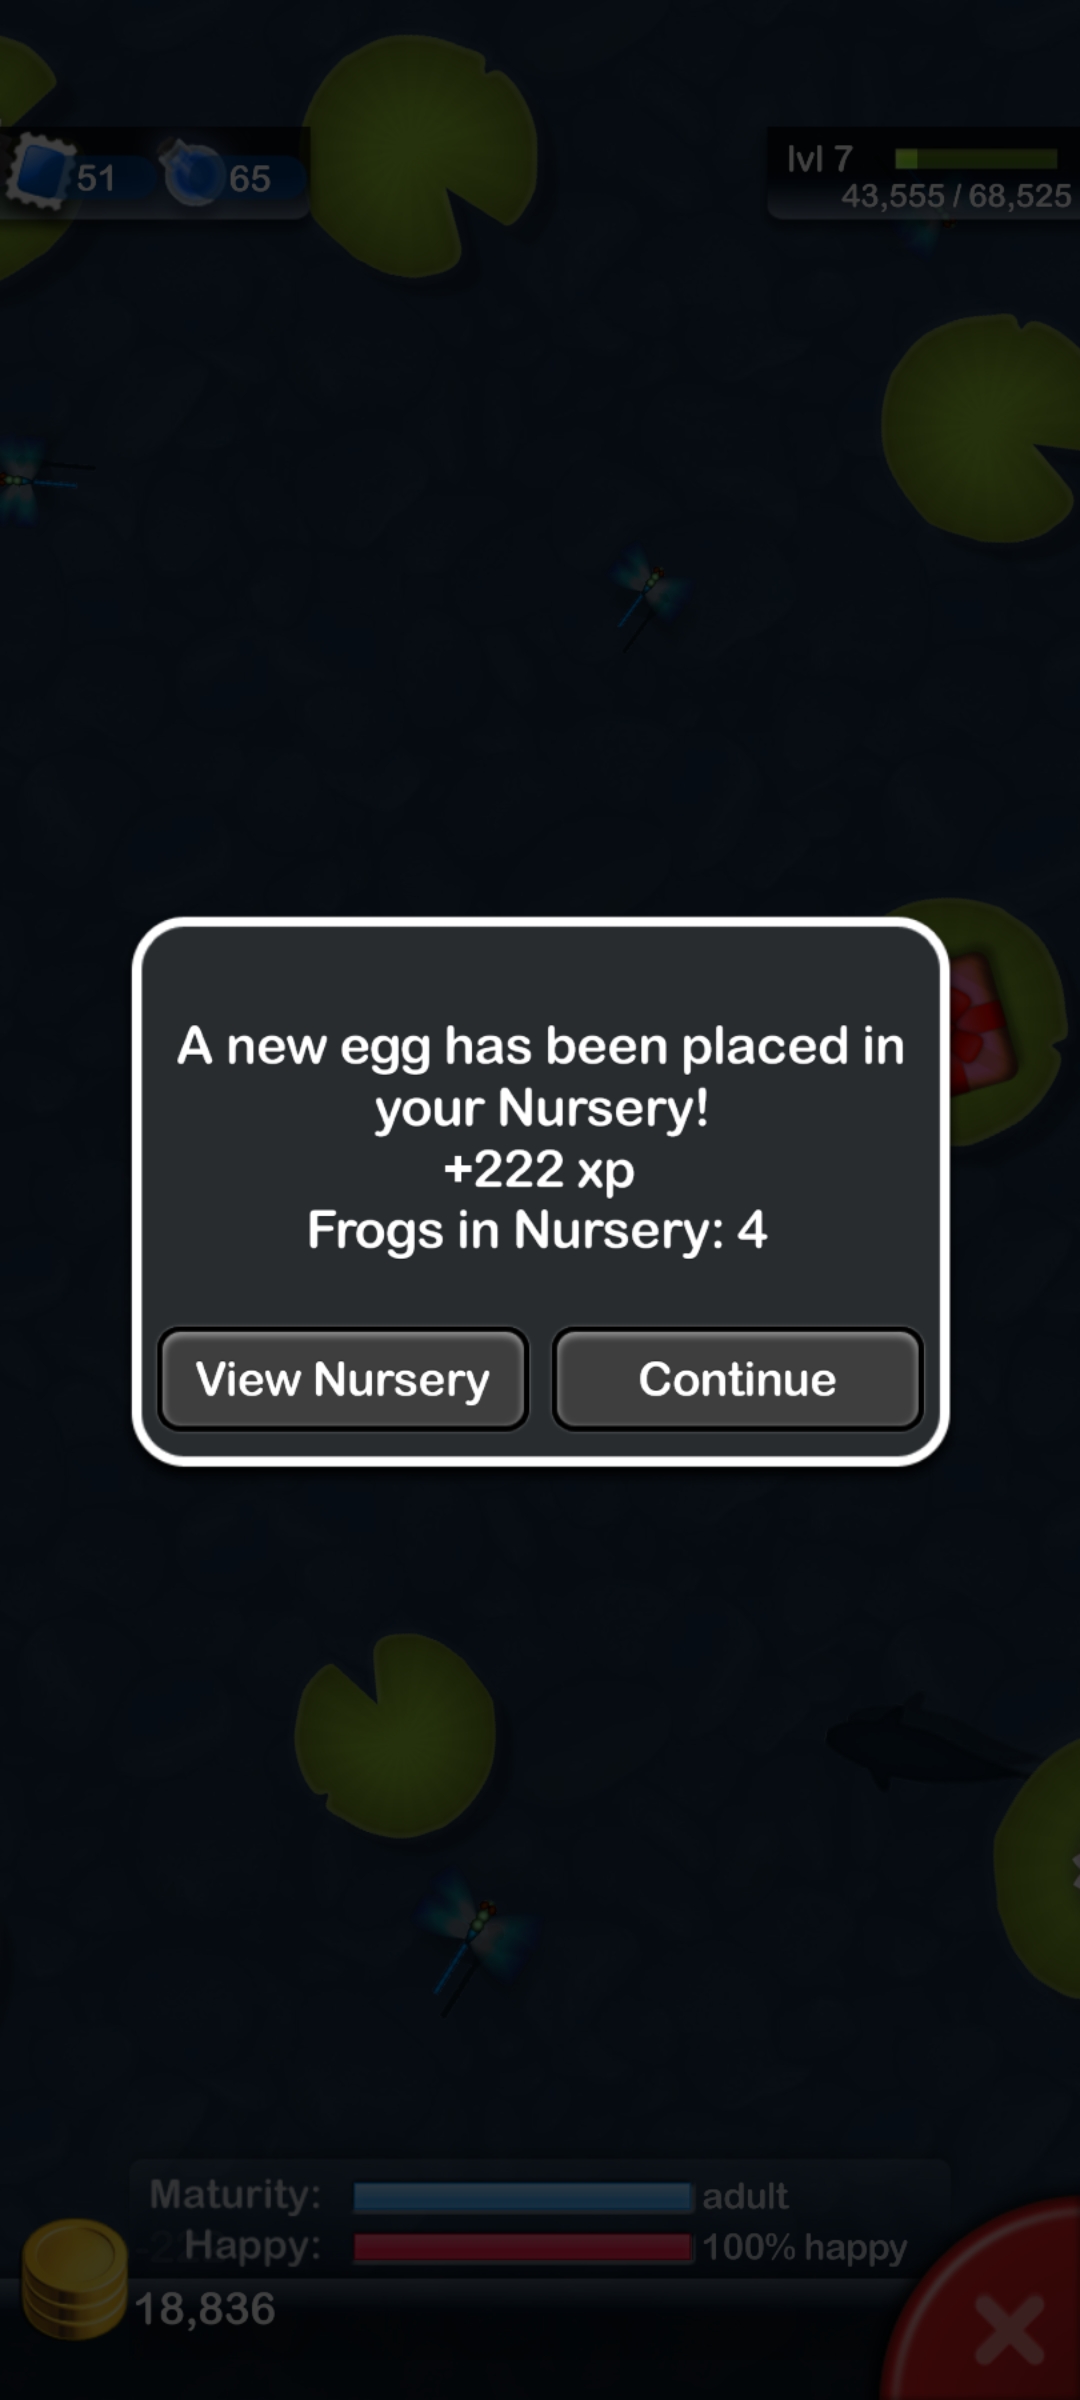 51 65
lvl 7
43,555 / 68,525
A new egg has been placed in
your Nursery!
+222 xp
Frogs in Nursery: 4
View Nursery Continue
Maturity: adult
Happy: 100% happy
18,836